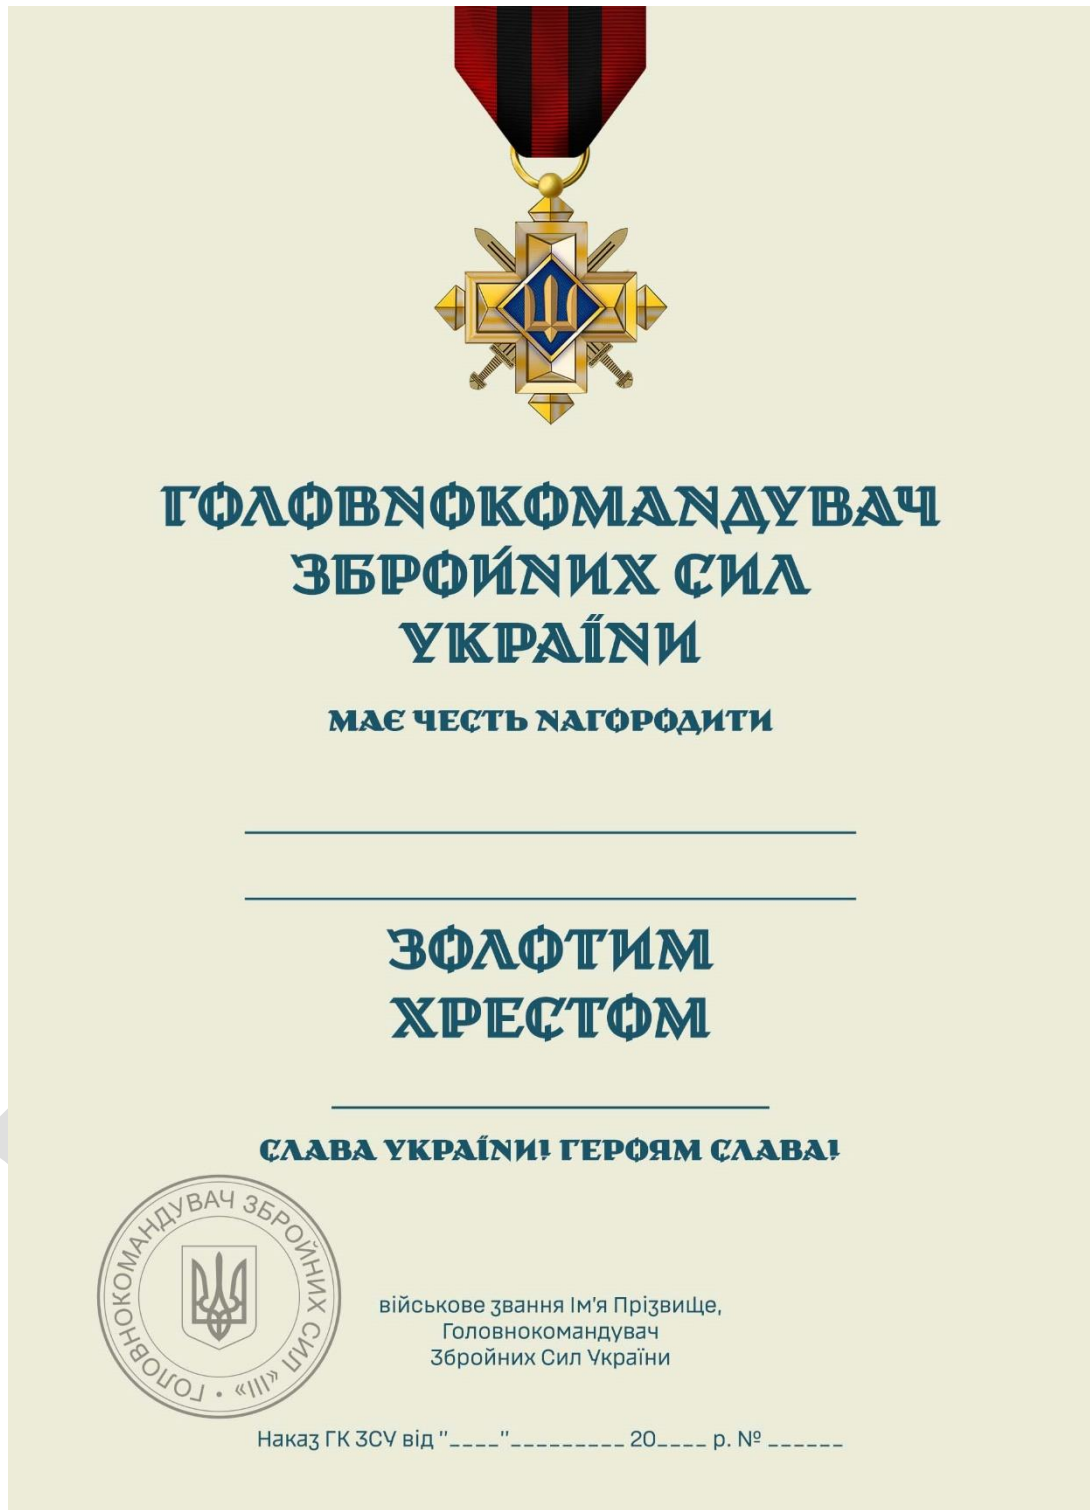 ГОЛОВНОКОМАНДУВАЧ
ЗБРОЙНИХ СИЛ
УКРАЇНИ
МАЄ ЧЕСТЬ НАГОРОДИТИ
ЗОЛОТИМ
ХРЕСТОМ
СЛАВА УКРАЇНИ! ГЕРОЯМ СЛАВА!
ГОЛОВНОКОМАНДУВАЧ ЗБРОЙНИХ СИЛ «ІІІ» •
військове звання Ім'я Прізвище,
Головнокомандувач
Збройних Сил України
Наказ ГК ЗСУ від "____"_________ 20____ р. № ______